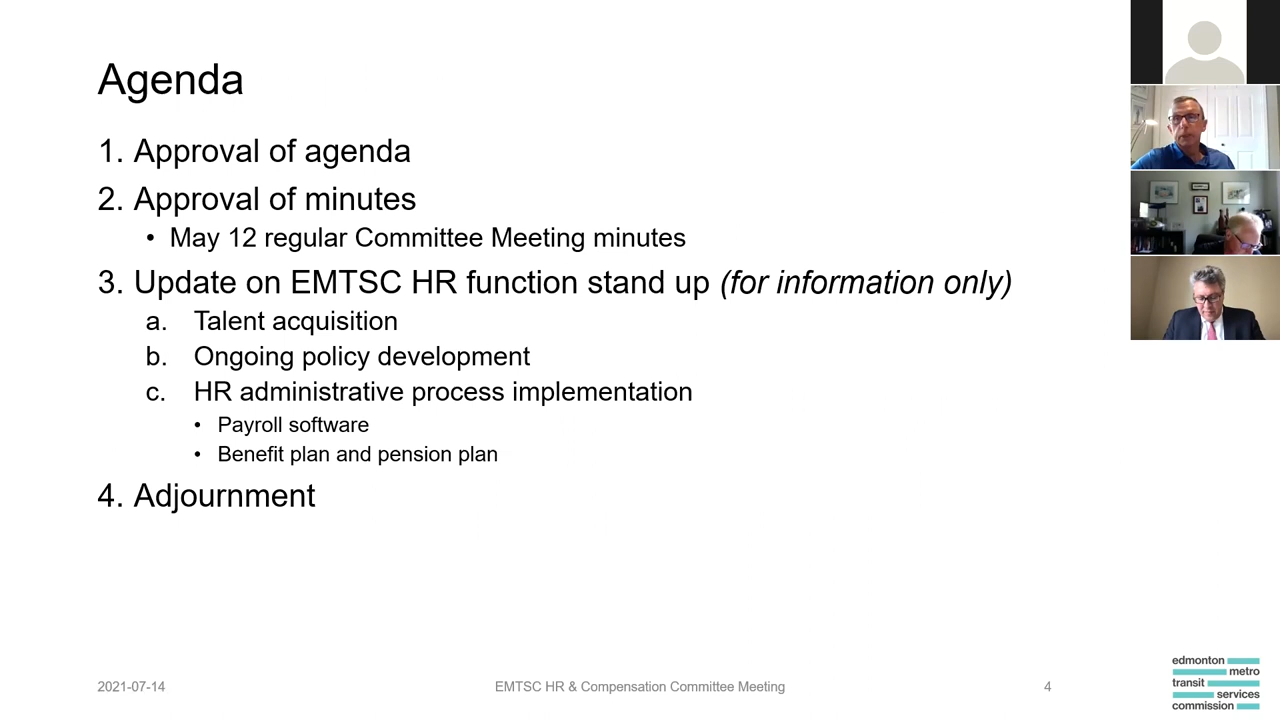 Agenda
1. Approval of agenda
2. Approval of minutes
• May 12 regular Committee Meeting minutes
3. Update on EMTSC HR function stand up (for information only)
a. Talent acquisition
b. Ongoing policy development
c. HR administrative process implementation
• Payroll software
• Benefit plan and pension plan
4. Adjournment
2021-07-14
EMTSC HR & Compensation Committee Meeting
4
edmonton
metro
transit
services
commission